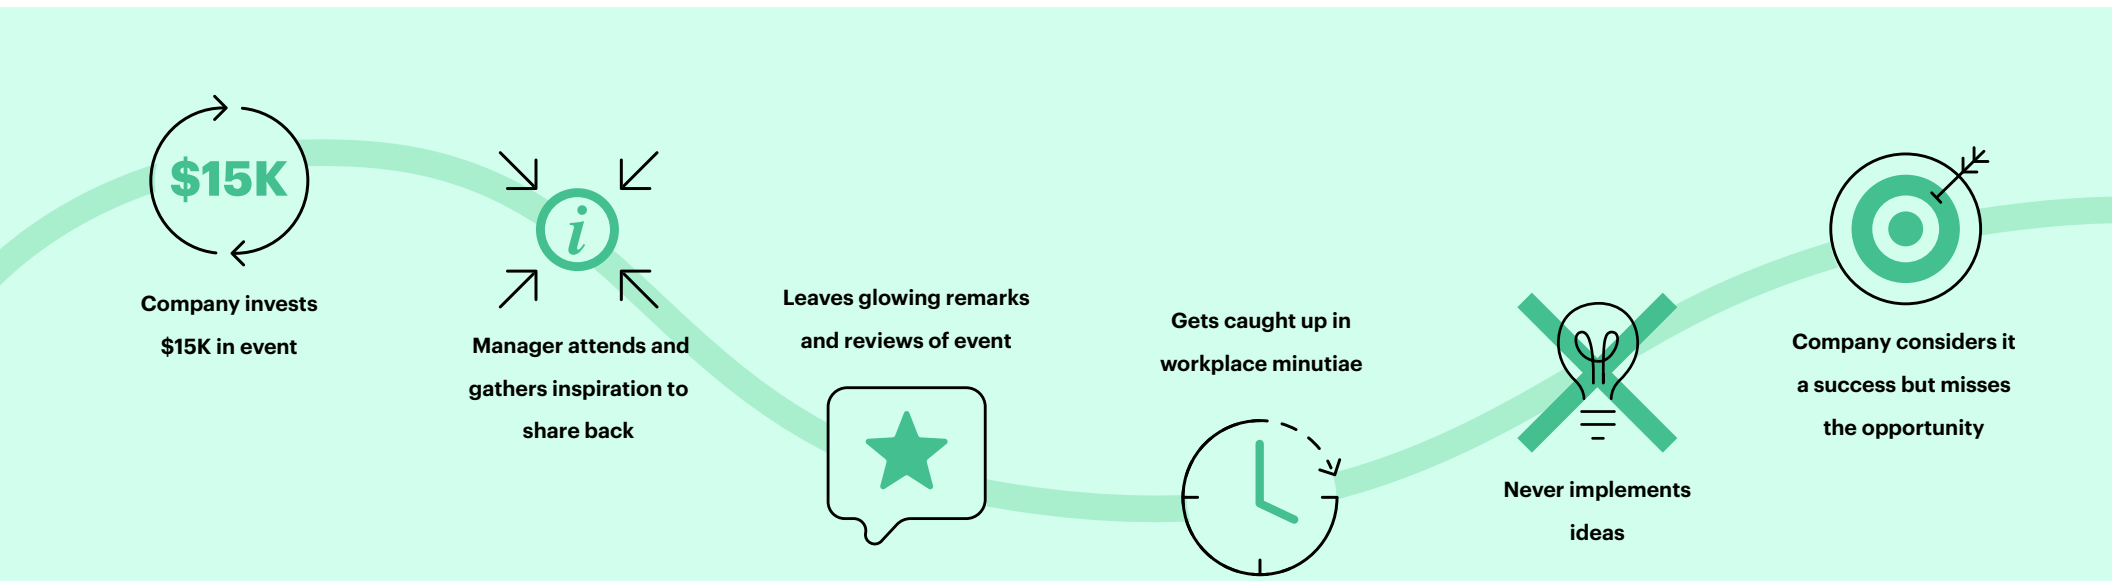 $15K
Company invests
$15K in event
i
Manager attends and
gathers inspiration to
share back
Leaves glowing remarks
and reviews of event
Gets caught up in
workplace minutiae
Never implements
ideas
Company considers it
a success but misses
the opportunity